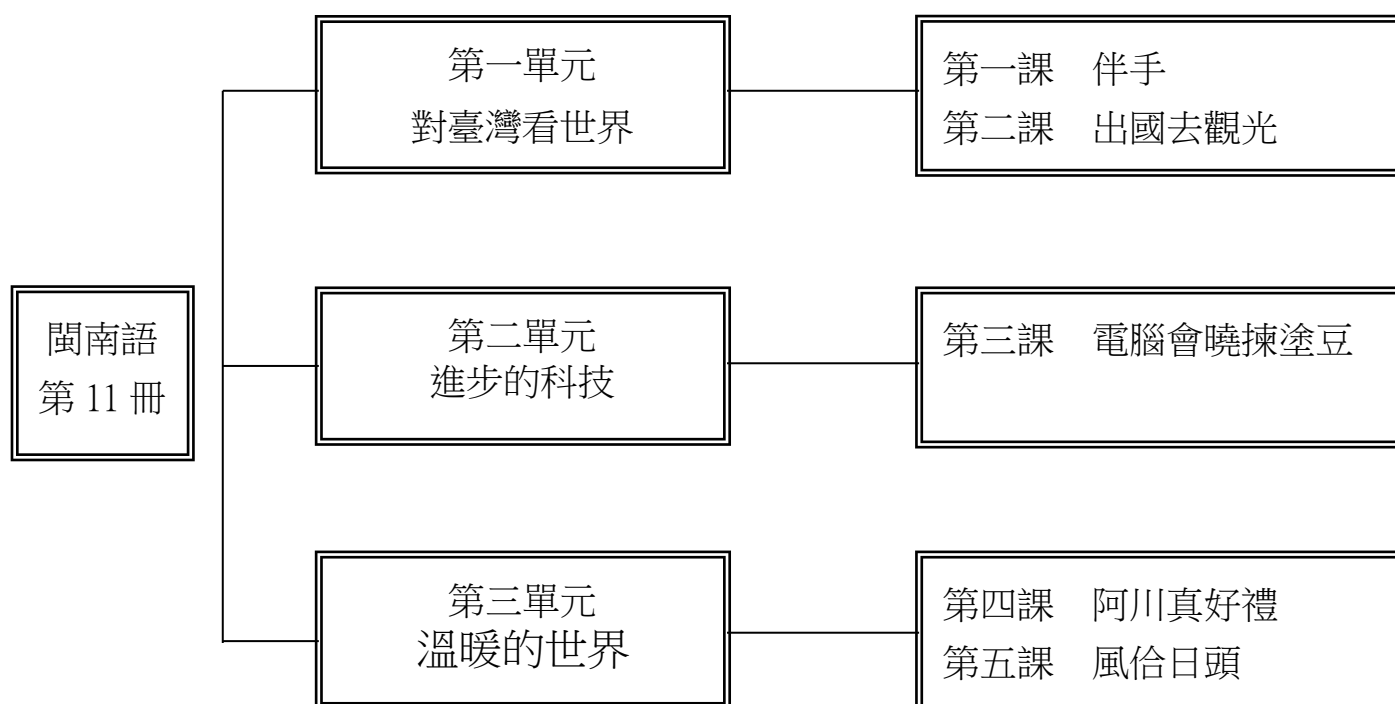 閩南語
第 11 冊
第一單元
對臺灣看世界
第一課　伴手
第二課　出國去觀光
第二單元
進步的科技
第三課　電腦會曉揀塗豆
第三單元
溫暖的世界
第四課　阿川真好禮
第五課　風佮日頭